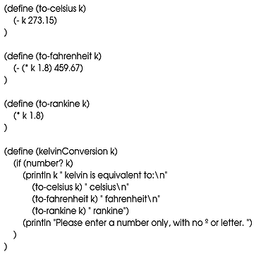 (define (to-celsius k)
(- k 273.15)
)
(define (to-fahrenheit k)
(- (* k 1.8) 459.67)
)
(define (to-rankine k)
(* k 1.8)
)
(define (kelvinConversion k)
(if (number? k)
(println k " kelvin is equivalent to:\n"
(to-celsius k) " celsius\n"
(to-fahrenheit k) " fahrenheit\n"
(to-rankine k) " rankine")
(println "Please enter a number only, with no º or letter. ")
)
)